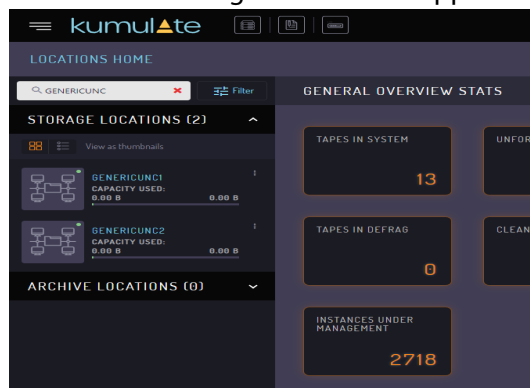 kumulate
LOCATIONS HOME
GENERICUNC
Filter
GENERAL OVERVIEW STATS
STORAGE LOCATIONS (2)
View as thumbnails
TAPES IN SYSTEM
13
GENERICUNC1
CAPACITY USED:
0.00 B 0.00 B
GENERICUNC2
CAPACITY USED:
0.00 B 0.00 B
TAPES IN DEFRAG
0
ARCHIVE LOCATIONS (0)
INSTANCES UNDER
MANAGEMENT
2718